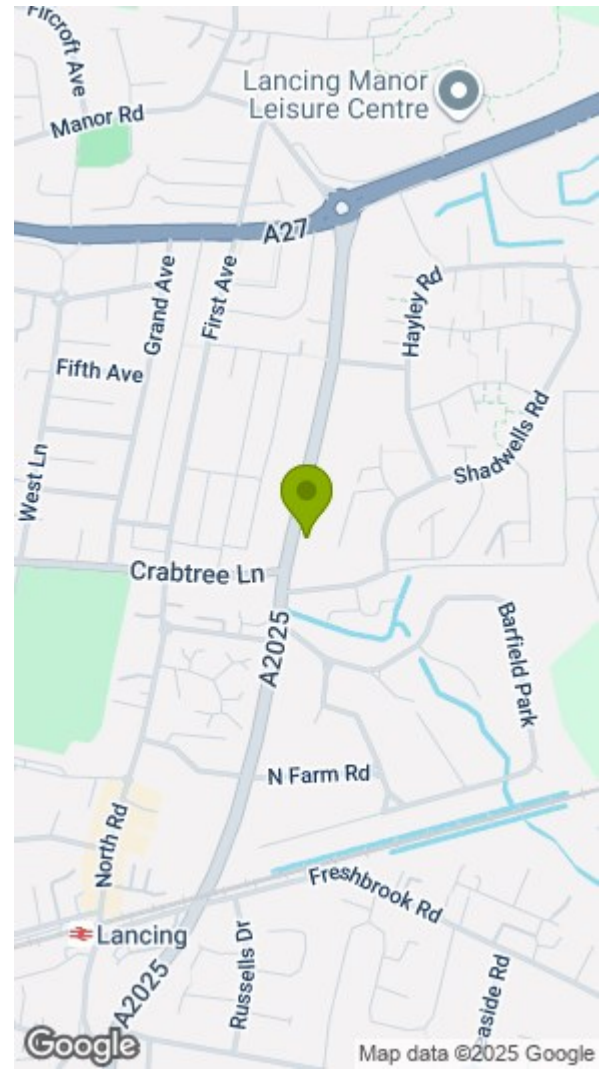 Fircroft Ave
Manor Rd
Lancing Manor
Leisure Centre
A27
Grand Ave
First Ave
Hayley Rd
Fifth Ave
West Ln
Shadwells Rd
Crabtree Ln
A2025
Barfield Park
N Farm Rd
North Rd
Freshbrook Rd
Lancing
Russells Dr
A2025
easide Rd
Google
Map data ©2025 Google